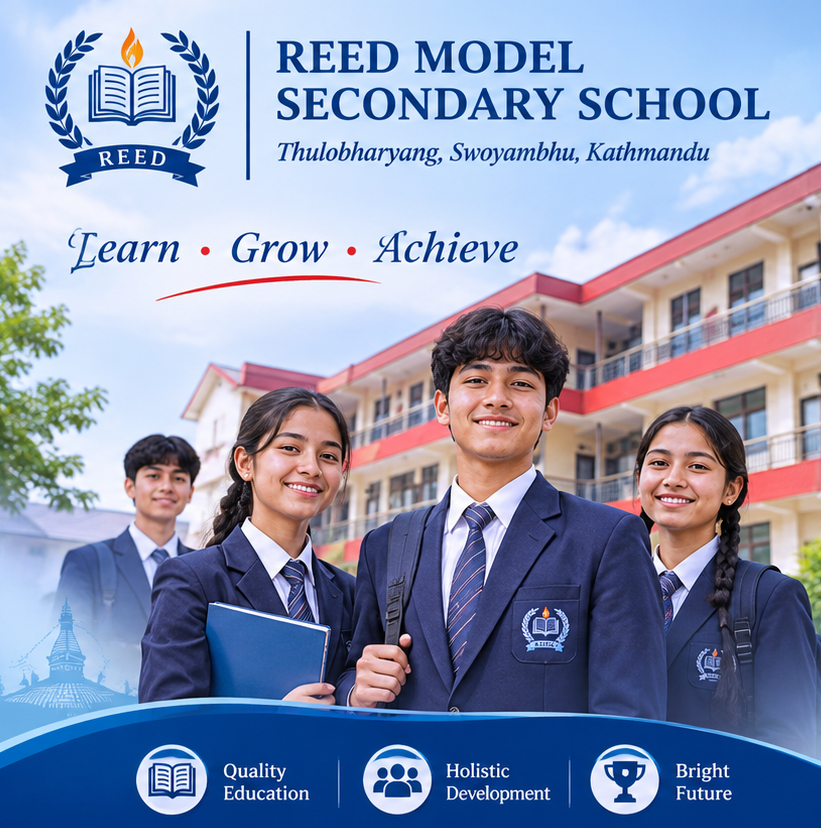 REED
REED MODEL
SECONDARY SCHOOL
Thulobharyang, Swoyambhu, Kathmandu
Learn • Grow • Achieve
Quality
Education
Holistic
Development
Bright
Future